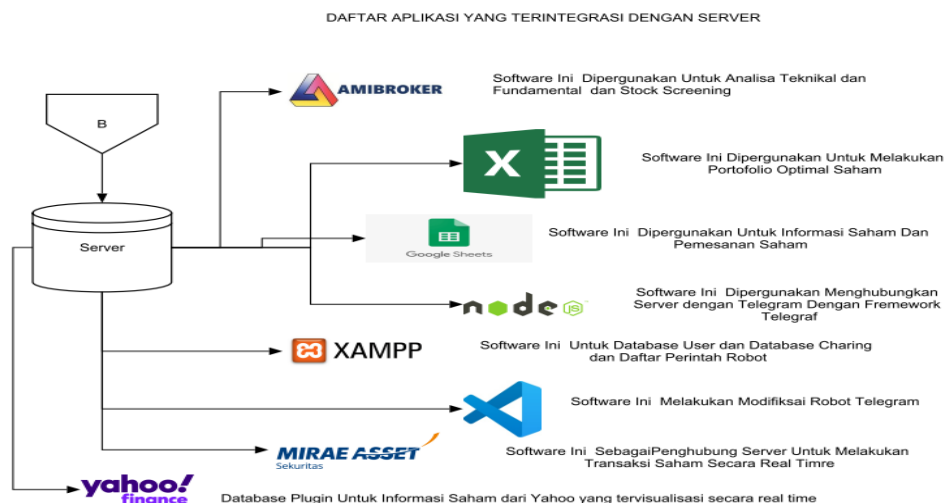 DAFTAR APLIKASI YANG TERINTEGRASI DENGAN SERVER
AMIBROKER
Software Ini Dipergunakan Untuk Analisa Teknikal dan
Fundamental dan Stock Screening
B
X
Software Ini Dipergunakan Untuk Melakukan
Portofolio Optimal Saham
Server
Google Sheets
Software Ini Dipergunakan Untuk Informasi Saham Dan
Pemesanan Saham
node JS
Software Ini Dipergunakan Menghubungkan
Server dengan Telegram Dengan Fremework
Telegraf
XAMPP
Software Ini Untuk Database User dan Database Charing
dan Daftar Perintah Robot
Software Ini Melakukan Modifiksai Robot Telegram
MIRAE ASSET
Sekuritas
Software Ini SebagaiPenghubung Server Untuk Melakukan
Transaksi Saham Secara Real Timre
yahoo!
finance
Database Plugin Untuk Informasi Saham dari Yahoo yang tervisualisasi secara real time